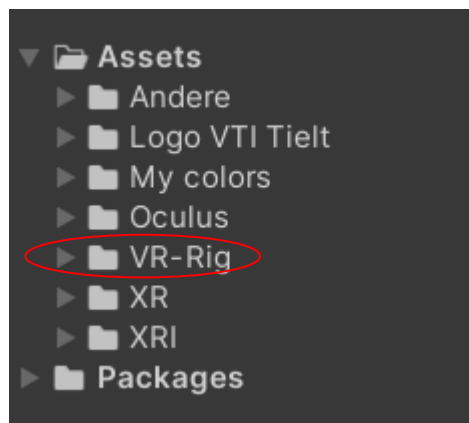 Assets
Andere
Logo VTI Tielt
My colors
Oculus
VR-Rig
XR
XRI
Packages